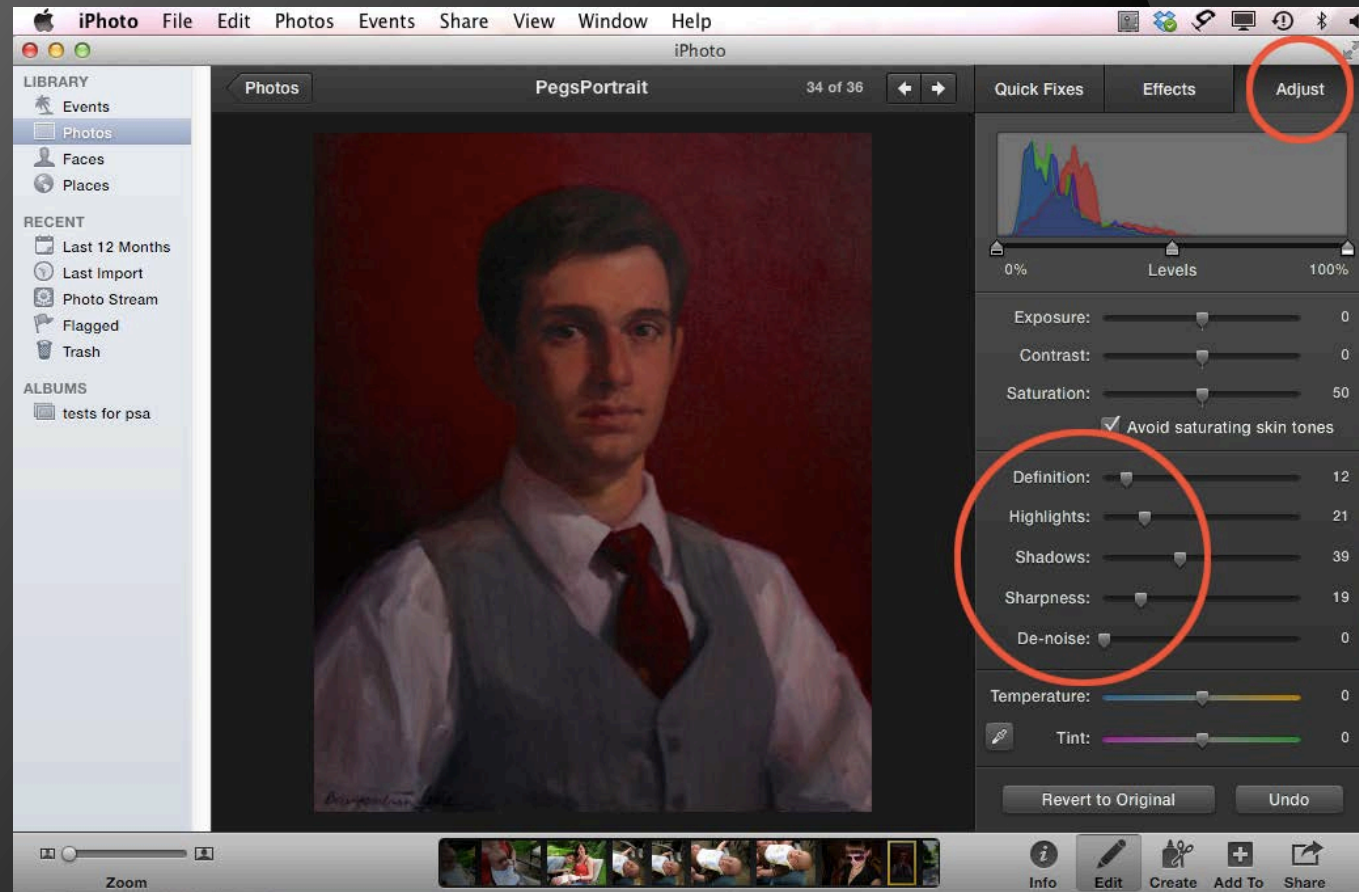 iPhoto File Edit Photos Events Share View Window Help
iPhoto
LIBRARY
Events
Photos
Faces
Places
RECENT
Last 12 Months
Last Import
Photo Stream
Flagged
Trash
ALBUMS
tests for psa
Photos PegsPortrait 34 of 36
Quick Fixes Effects Adjust
0% Levels 100%
Exposure: 0
Contrast: 0
Saturation: 50
Avoid saturating skin tones
Definition: 12
Highlights: 21
Shadows: 39
Sharpness: 19
De-noise: 0
Temperature: 0
Tint: 0
Revert to Original Undo
Zoom
Info Edit Create Add To Share